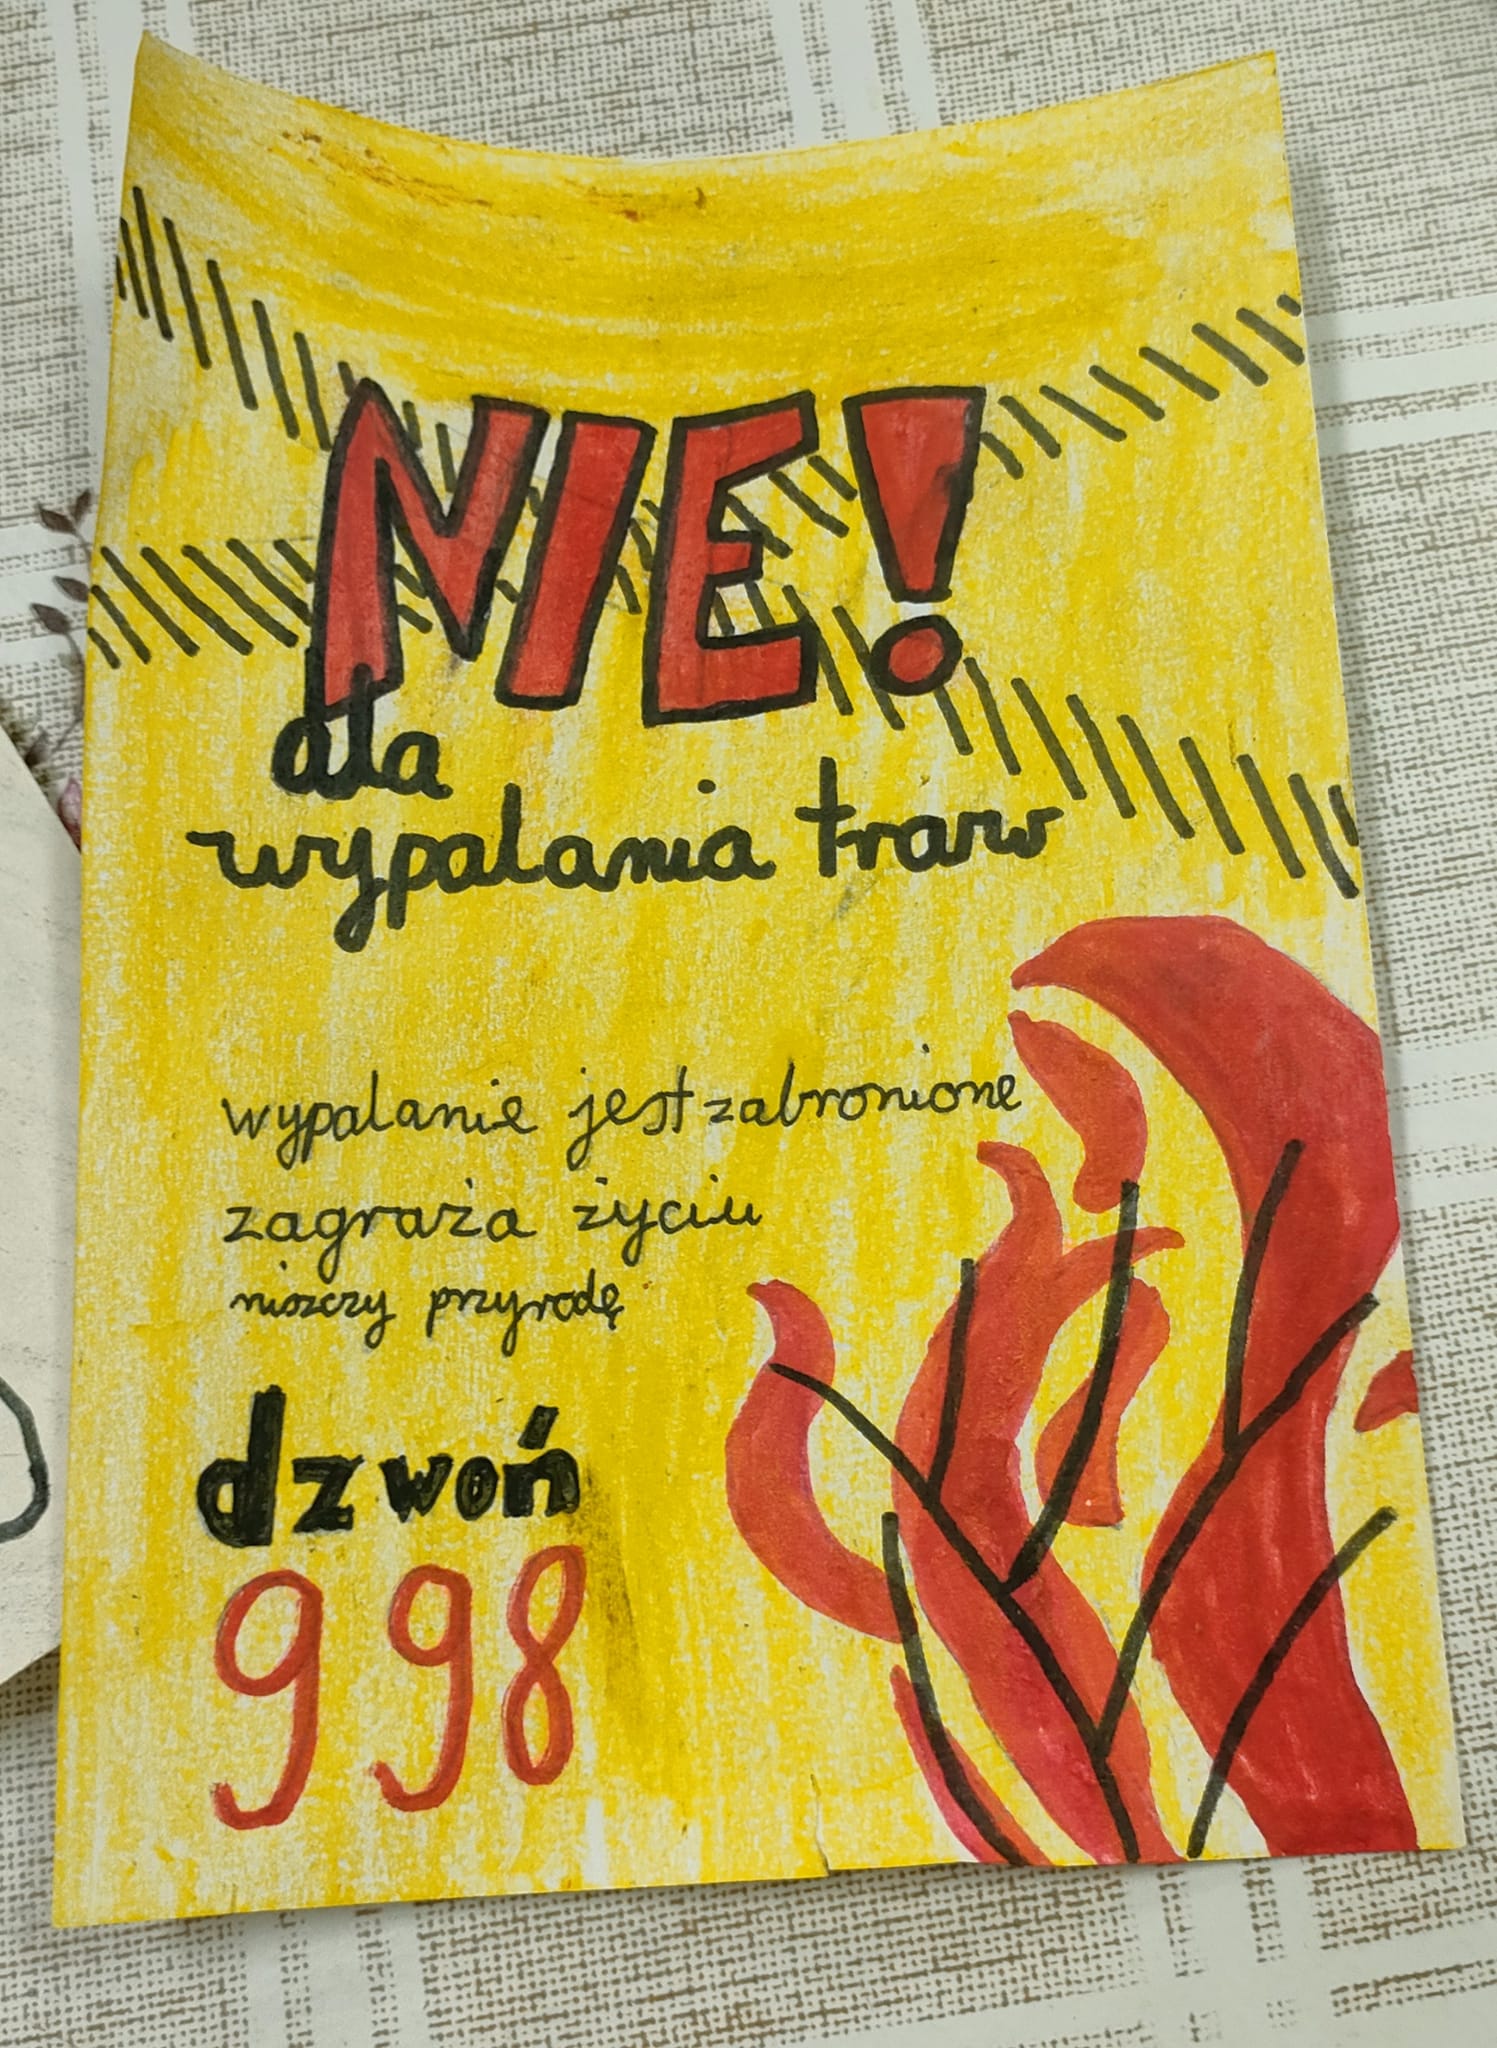 NIE!
dla
wypalania traw
wypalanie jest zabronione
zagraża życiu
niszczy przyrodę
dzwoń
998